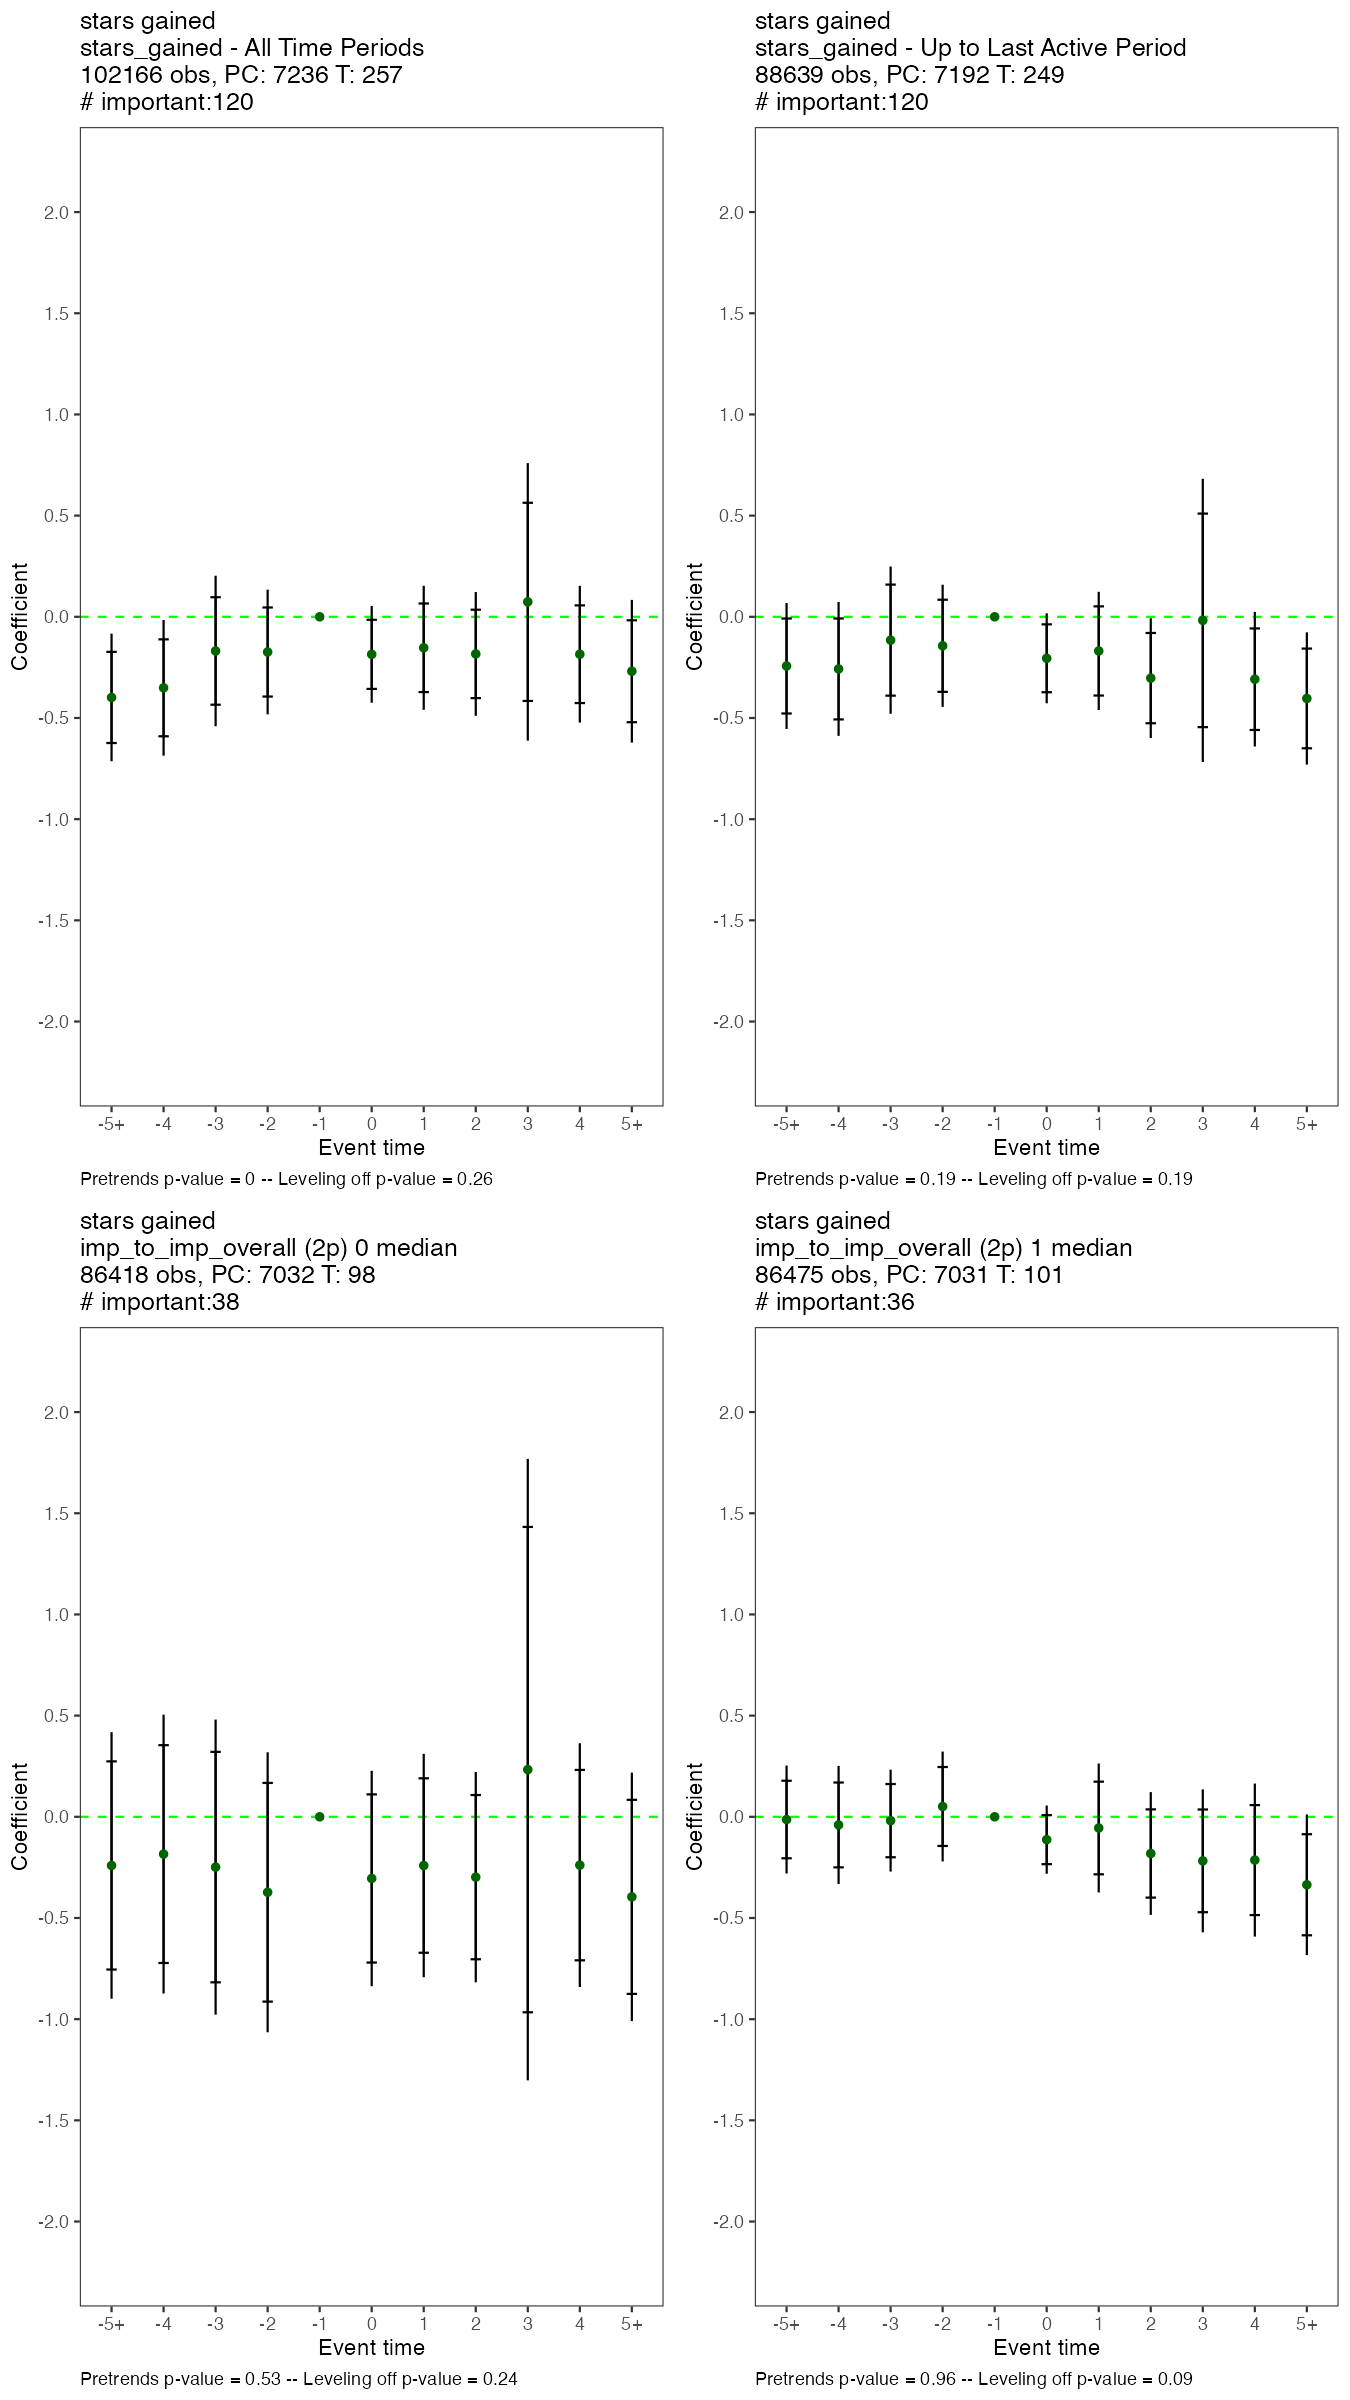 stars gained
stars_gained - All Time Periods
102166 obs, PC: 7236 T: 257
# important:120
Coefficient
2.0
1.5
1.0
0.5
0.0
-0.5
-1.0
-1.5
-2.0
-5+ -4 -3 -2 -1 0 1 2 3 4 5+
Event time
Pretrends p-value = 0 -- Leveling off p-value = 0.26
stars gained
stars_gained - Up to Last Active Period
88639 obs, PC: 7192 T: 249
# important:120
Coefficient
2.0
1.5
1.0
0.5
0.0
-0.5
-1.0
-1.5
-2.0
-5+ -4 -3 -2 -1 0 1 2 3 4 5+
Event time
Pretrends p-value = 0.19 -- Leveling off p-value = 0.19
stars gained
imp_to_imp_overall (2p) 0 median
86418 obs, PC: 7032 T: 98
# important:38
Coefficient
2.0
1.5
1.0
0.5
0.0
-0.5
-1.0
-1.5
-2.0
-5+ -4 -3 -2 -1 0 1 2 3 4 5+
Event time
Pretrends p-value = 0.53 -- Leveling off p-value = 0.24
stars gained
imp_to_imp_overall (2p) 1 median
86475 obs, PC: 7031 T: 101
# important:36
Coefficient
2.0
1.5
1.0
0.5
0.0
-0.5
-1.0
-1.5
-2.0
-5+ -4 -3 -2 -1 0 1 2 3 4 5+
Event time
Pretrends p-value = 0.96 -- Leveling off p-value = 0.09